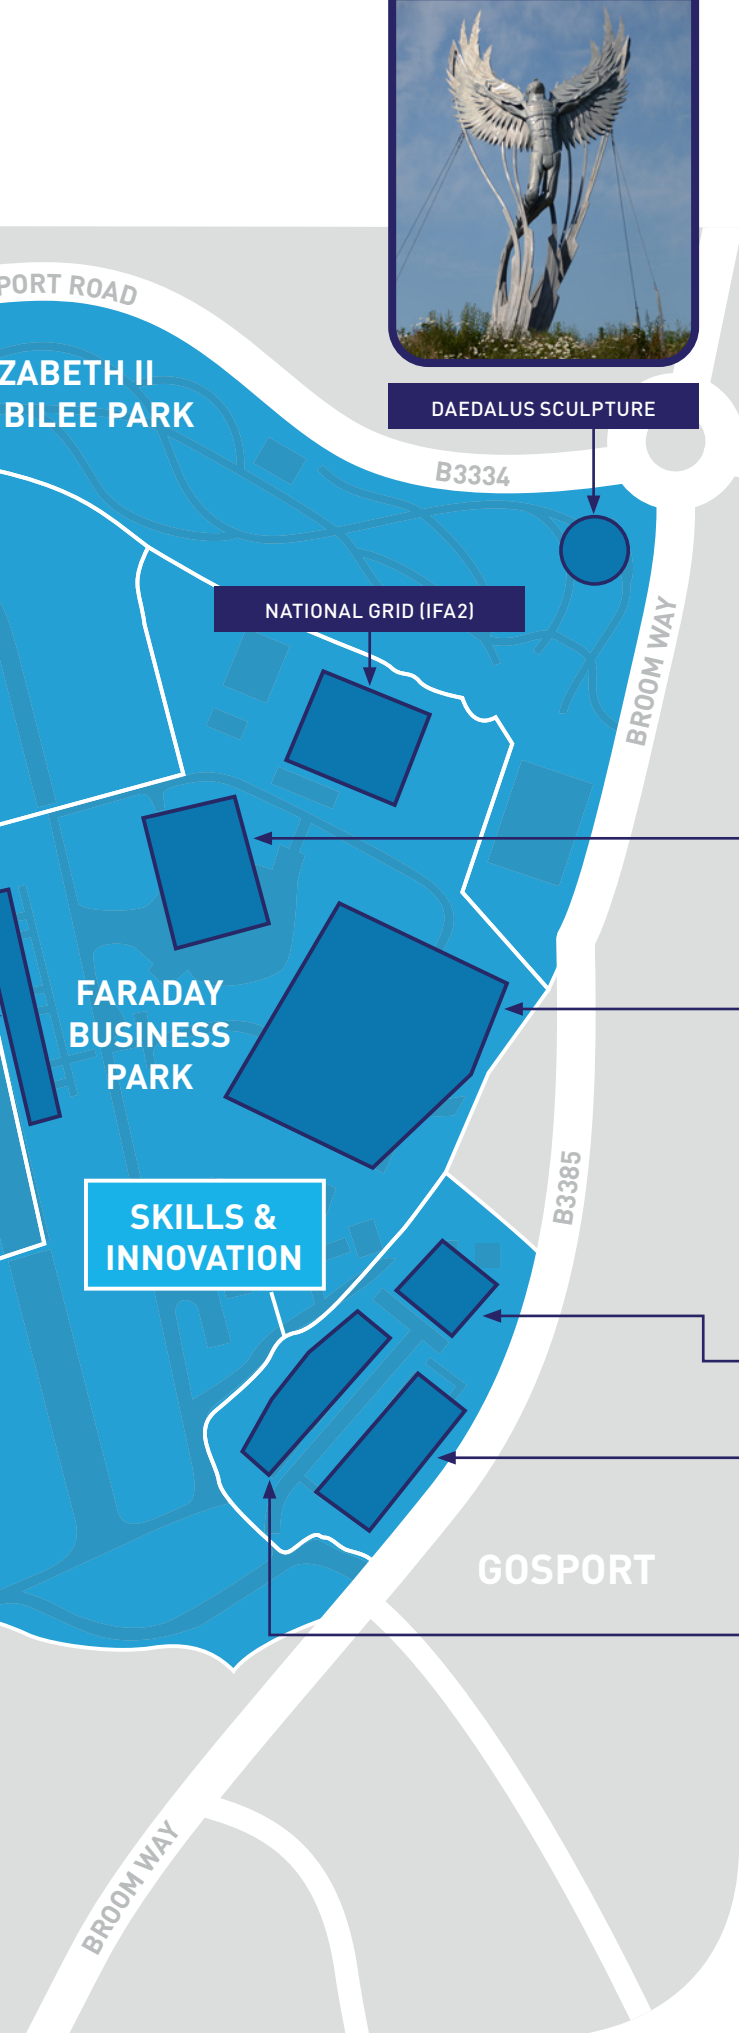 PORT ROAD
ZABETH II
BILEE PARK
DAEDALUS SCULPTURE
B3334
NATIONAL GRID (IFA2)
BROOM WAY
FARADAY
BUSINESS
PARK
B3385
SKILLS &
INNOVATION
GOSPORT
BROOM WAY